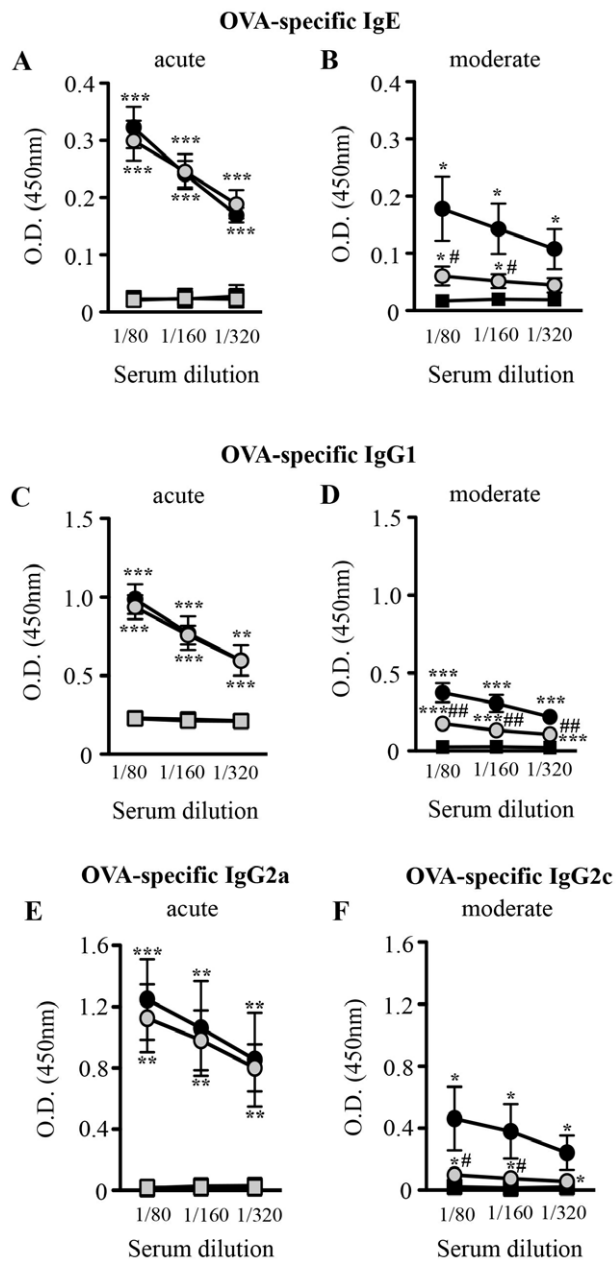 OVA-specific IgE
A acute B moderate
0.4 0.4
*** 
0.3 *** 0.3
*** *** *
0.2 *** 0.2 * *
***
0.1 0.1 *# *#
0 0
1/80 1/160 1/320 1/80 1/160 1/320
O.D. (450nm) O.D. (450nm)
Serum dilution Serum dilution
OVA-specific IgG1
C acute D moderate
1.5 1.5
*** ***
1.0 ** 1.0
*** *** ***
0.5 0.5 *** *** ***
***## ***## ## ***
0 0
1/80 1/160 1/320 1/80 1/160 1/320
O.D. (450nm) O.D. (450nm)
Serum dilution Serum dilution
OVA-specific IgG2a OVA-specific IgG2c
E acute F moderate
1.6 1.6
*** ** **
1.2 1.2
0.8 ** ** ** 0.8
* * *
0.4 0.4
*# *# *
0 0
1/80 1/160 1/320 1/80 1/160 1/320
O.D. (450nm) O.D. (450nm)
Serum dilution Serum dilution